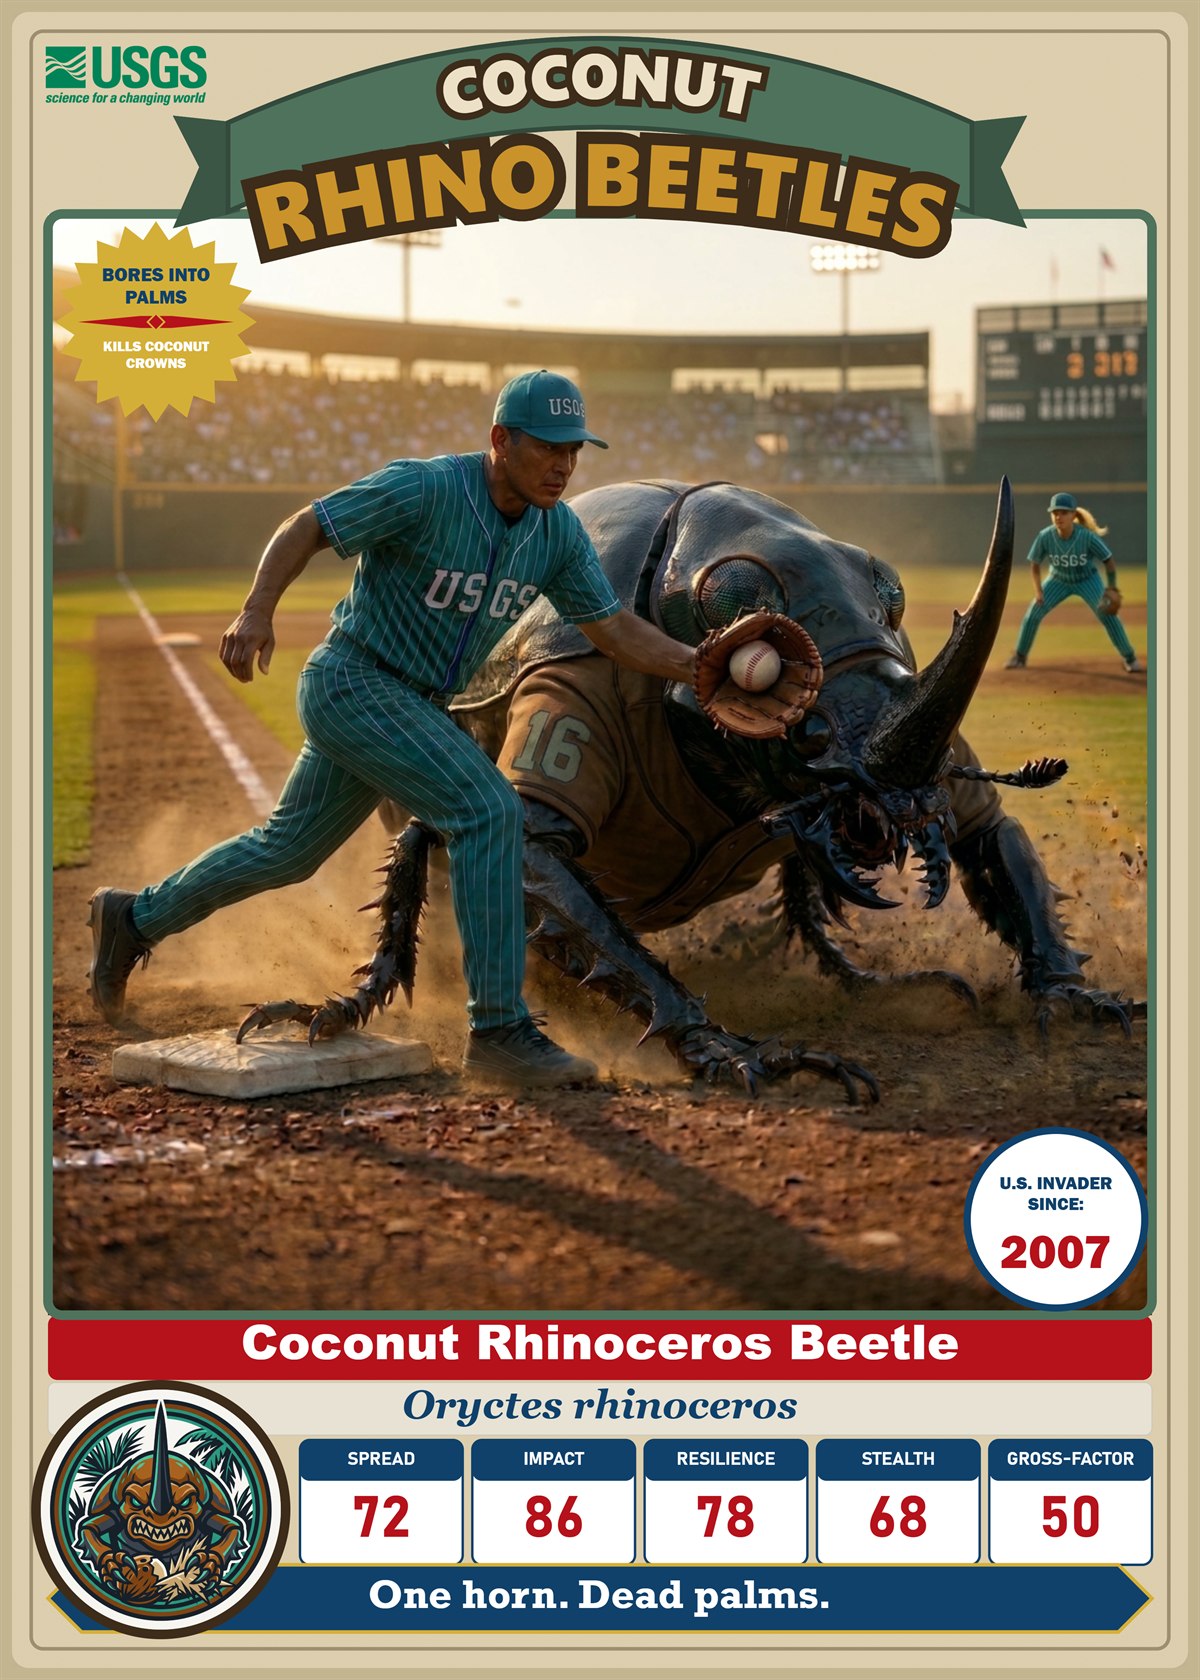 USGS
science for a changing world
COCONUT
RHINO BEETLES
BORES INTO
PALMS
KILLS COCONUT
CROWNS
USGS
USGS
16
U.S. INVADER
SINCE:
2007
Coconut Rhinoceros Beetle
Oryctes rhinoceros
SPREAD
IMPACT
RESILIENCE
STEALTH
GROSS-FACTOR
72
86
78
68
50
One horn. Dead palms.